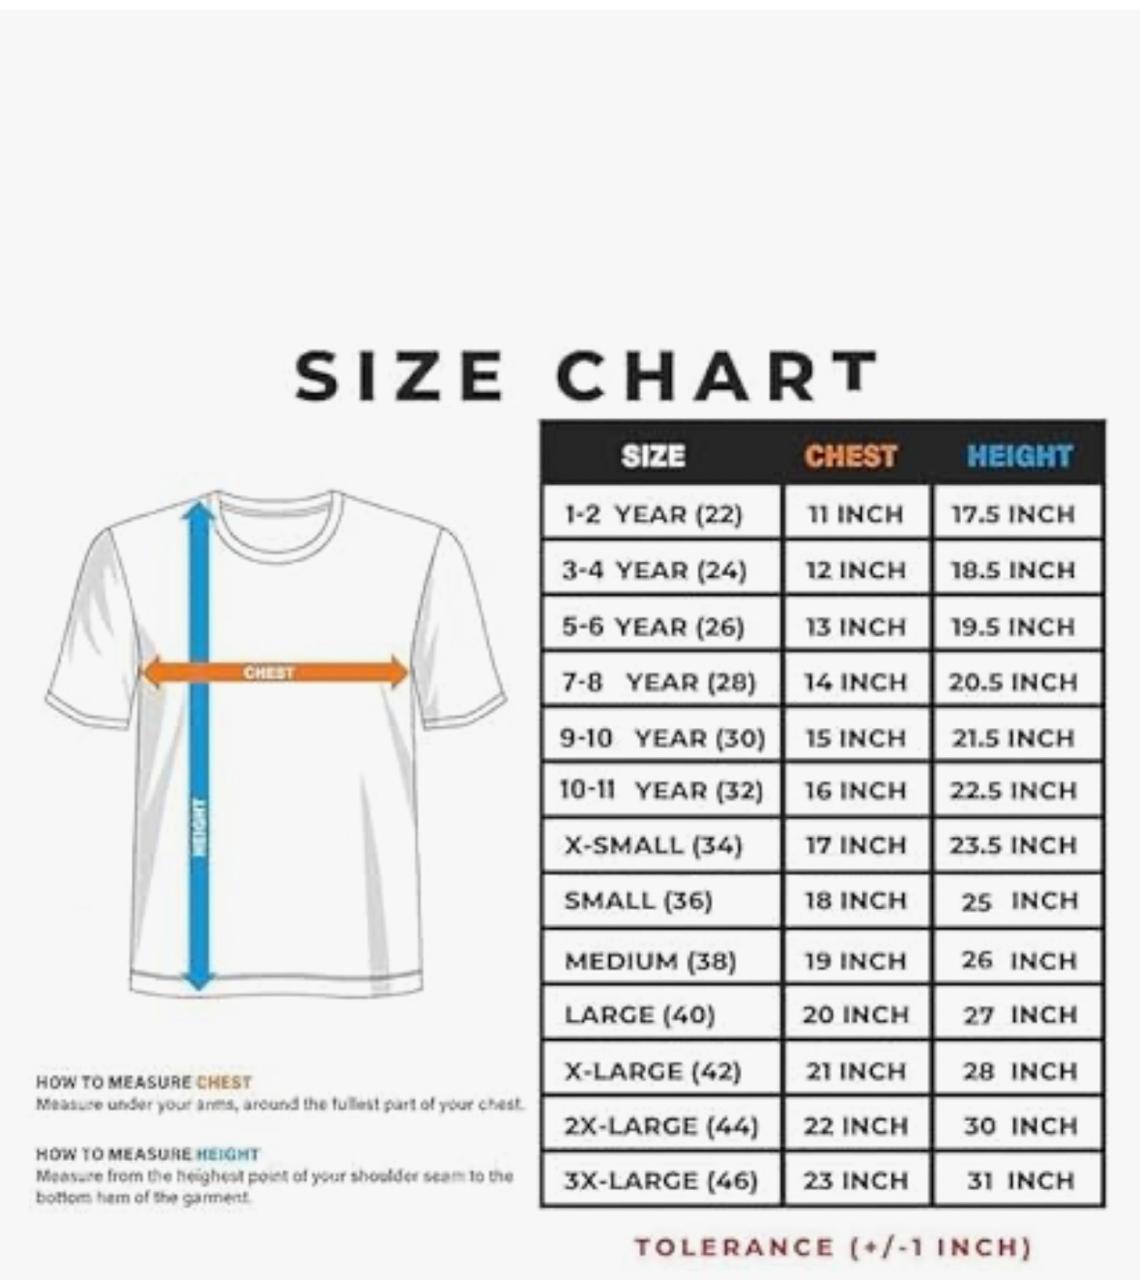 SIZE CHART
SIZE CHEST HEIGHT
1-2 YEAR (22) 11 INCH 17.5 INCH
3-4 YEAR (24) 12 INCH 18.5 INCH
5-6 YEAR (26) 13 INCH 19.5 INCH
7-8 YEAR (28) 14 INCH 20.5 INCH
9-10 YEAR (30) 15 INCH 21.5 INCH
10-11 YEAR (32) 16 INCH 22.5 INCH
X-SMALL (34) 17 INCH 23.5 INCH
SMALL (36) 18 INCH 25 INCH
MEDIUM (38) 19 INCH 26 INCH
LARGE (40) 20 INCH 27 INCH
X-LARGE (42) 21 INCH 28 INCH
2X-LARGE (44) 22 INCH 30 INCH
3X-LARGE (46) 23 INCH 31 INCH
TOLERANCE (+/-1 INCH)
CHEST
HEIGHT
HOW TO MEASURE CHEST
Measure under your arms, around the fullest part of your chest.
HOW TO MEASURE HEIGHT
Measure from the heighest point of your shoulder seam to the
bottom hem of the garment.